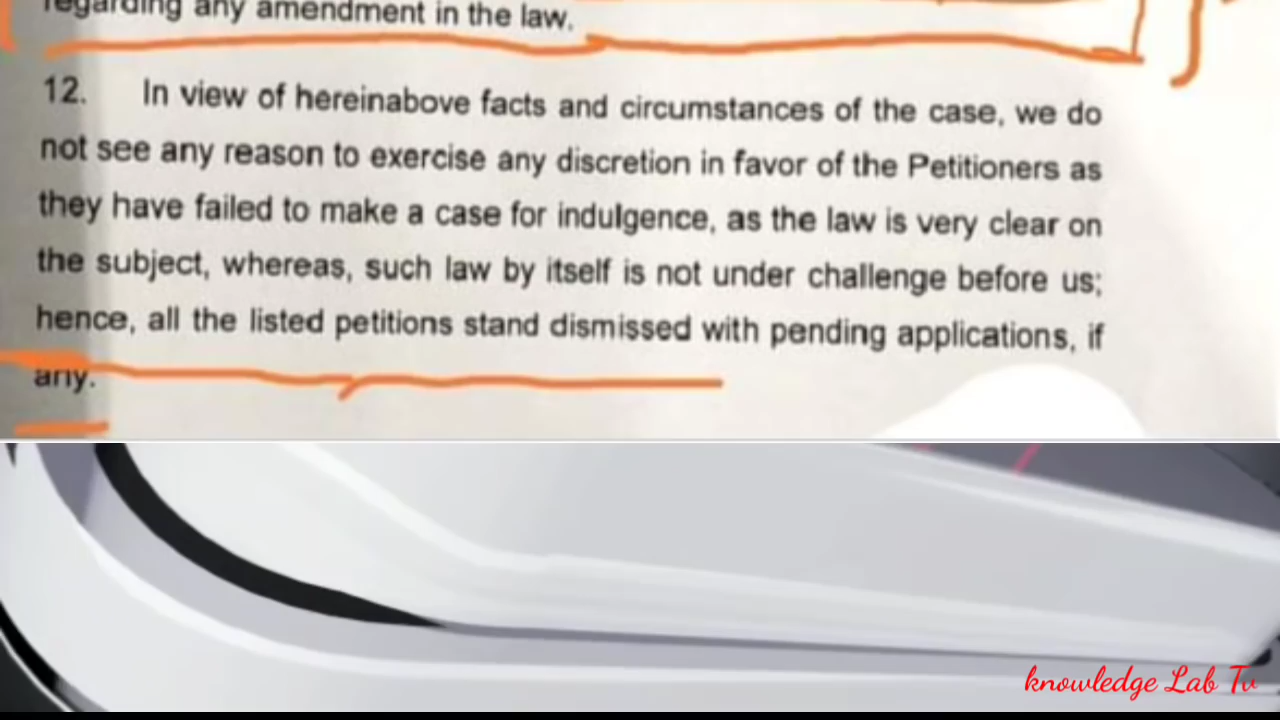 regarding any amendment in the law.
12. In view of hereinabove facts and circumstances of the case, we do
not see any reason to exercise any discretion in favor of the Petitioners as
they have failed to make a case for indulgence, as the law is very clear on
the subject, whereas, such law by itself is not under challenge before us;
hence, all the listed petitions stand dismissed with pending applications, if
any.
knowledge Lab Tv